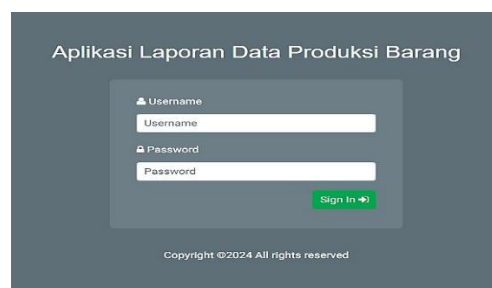 Aplikasi Laporan Data Produksi Barang
Username
Username
Password
Password
Sign In
Copyright ©2024 All rights reserved